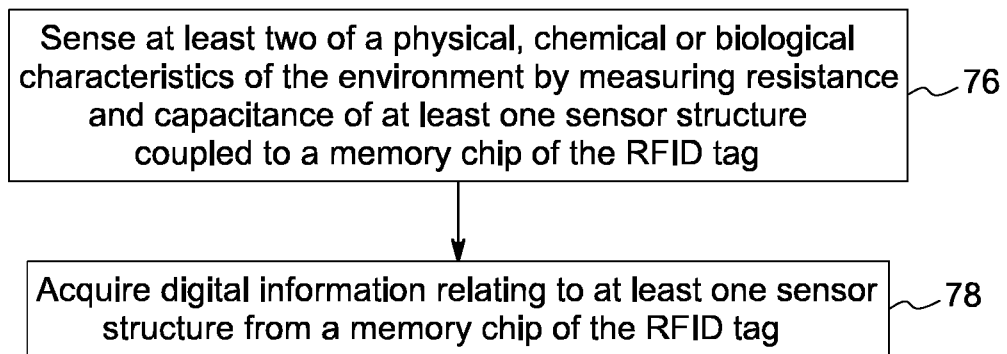 Sense at least two of a physical, chemical or biological
characteristics of the environment by measuring resistance
and capacitance of at least one sensor structure
coupled to a memory chip of the RFID tag
76
Acquire digital information relating to at least one sensor
structure from a memory chip of the RFID tag
78